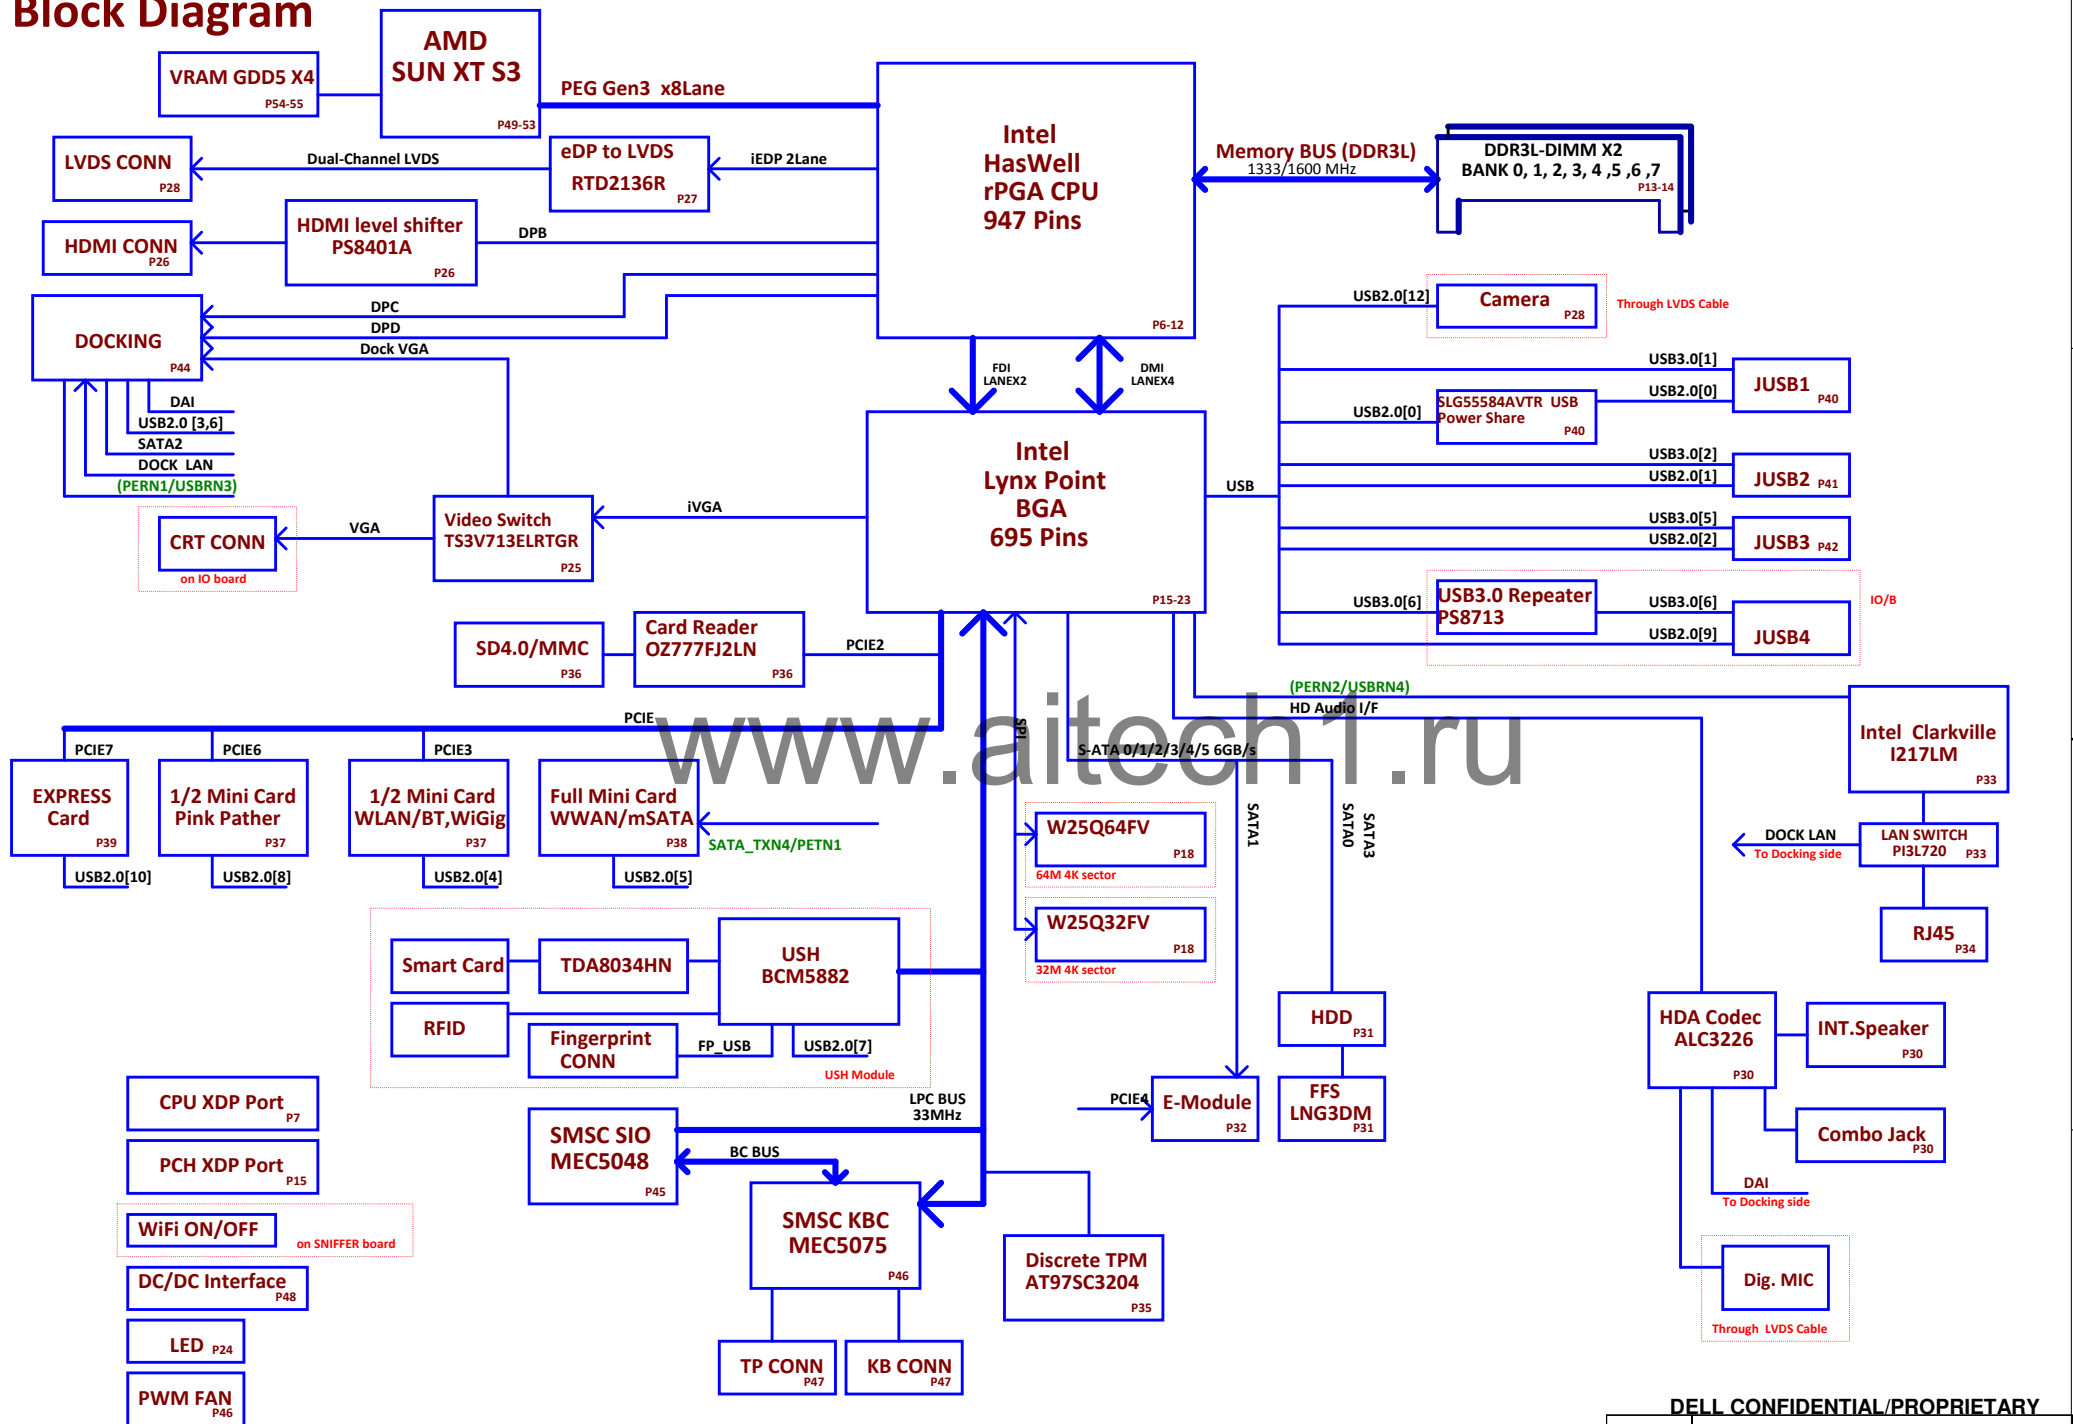 Block Diagram
AMD
SUN XT S3
P49-53
VRAM GDD5 X4
P54-55
PEG Gen3  x8Lane
Intel
HasWell
rPGA CPU
947 Pins
P6-12
Memory BUS (DDR3L)
1333/1600 MHz
DDR3L-DIMM X2
BANK 0, 1, 2, 3, 4 ,5 ,6 ,7
P13-14
LVDS CONN
P28
Dual-Channel LVDS
eDP to LVDS
RTD2136R
P27
iEDP 2Lane
HDMI CONN
P26
HDMI level shifter
PS8401A
P26
DPB
DOCKING
P44
DPC
DPD
Dock VGA
DAI
USB2.0 [3,6]
SATA2
DOCK  LAN
(PERN1/USBRN3)
FDI
LANEX2
DMI
LANEX4
Intel
Lynx Point
BGA
695 Pins
P15-23
CRT CONN
on IO board
VGA
Video Switch
TS3V713ELRTGR
P25
iVGA
USB
USB2.0[12]
Camera
P28
Through LVDS Cable
USB3.0[1]
USB2.0[0]
SLG55584AVTR  USB
Power Share
P40
USB2.0[0]
JUSB1
P40
USB3.0[2]
USB2.0[1]
JUSB2
P41
USB3.0[5]
USB2.0[2]
JUSB3
P42
USB3.0[6]
USB3.0 Repeater
PS8713
USB3.0[6]
USB2.0[9]
JUSB4
IO/B
SD4.0/MMC
P36
Card Reader
OZ777FJ2LN
P36
PCIE2
PCIE
PCIE7
PCIE6
PCIE3
EXPRESS
Card
P39
1/2 Mini Card
Pink Pather
P37
1/2 Mini Card
WLAN/BT,WiGig
P37
Full Mini Card
WWAN/mSATA
P38
SATA_TXN4/PETN1
USB2.0[10]
USB2.0[8]
USB2.0[4]
USB2.0[5]
www.aitech1.ru
SPI
S-ATA 0/1/2/3/4/5 6GB/s
(PERN2/USBRN4)
HD Audio I/F
Intel  Clarkville
I217LM
P33
W25Q64FV
P18
64M 4K sector
W25Q32FV
P18
32M 4K sector
SATA1
SATA0
SATA3
DOCK LAN
To Docking side
LAN SWITCH
PI3L720
P33
RJ45
P34
Smart Card
TDA8034HN
USH
BCM5882
RFID
Fingerprint
CONN
FP_USB
USB2.0[7]
USH Module
HDD
P31
FFS
LNG3DM
P31
PCIE4
E-Module
P32
HDA Codec
ALC3226
P30
INT.Speaker
P30
Combo Jack
P30
DAI
To Docking side
Dig. MIC
Through  LVDS Cable
CPU XDP Port
P7
PCH XDP Port
P15
WiFi ON/OFF
on SNIFFER board
DC/DC Interface
P48
LED
P24
PWM FAN
P46
LPC BUS
33MHz
SMSC SIO
MEC5048
P45
BC BUS
SMSC KBC
MEC5075
P46
Discrete TPM
AT97SC3204
P35
TP CONN
P47
KB CONN
P47
DELL CONFIDENTIAL/PROPRIETARY